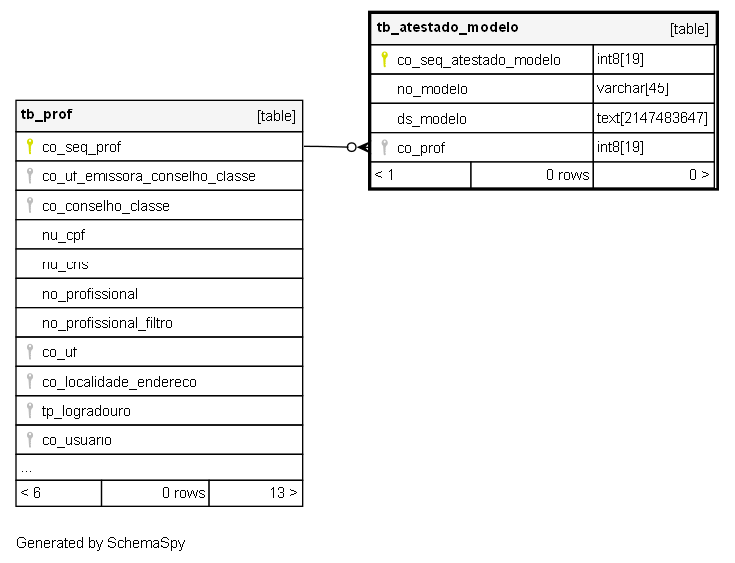 tb_atestado_modelo [table]
co_seq_atestado_modelo int8[19]
no_modelo varchar[45]
ds_modelo text[2147483647]
co_prof int8[19]
< 1 0 rows 0 >
tb_prof [table]
co_seq_prof
co_uf_emissora_conselho_classe
co_conselho_classe
nu_cpf
nu_cns
no_profissional
no_profissional_filtro
co_uf
co_localidade_endereco
tp_logradouro
co_usuario
...
< 6 0 rows 13 >
Generated by SchemaSpy